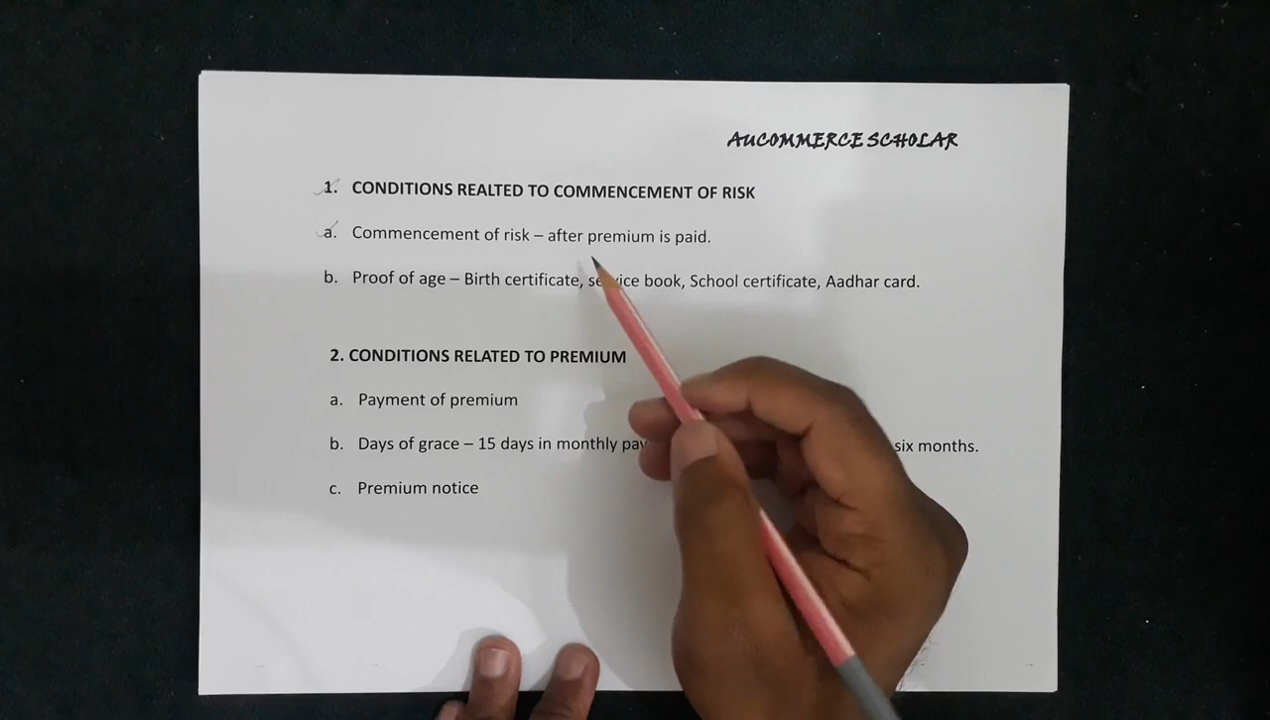 AUCOMMERCE SCHOLAR
1. CONDITIONS REALTED TO COMMENCEMENT OF RISK
a. Commencement of risk – after premium is paid.
b. Proof of age – Birth certificate, service book, School certificate, Aadhar card.
2. CONDITIONS RELATED TO PREMIUM
a. Payment of premium
b. Days of grace – 15 days in monthly six months.
c. Premium notice